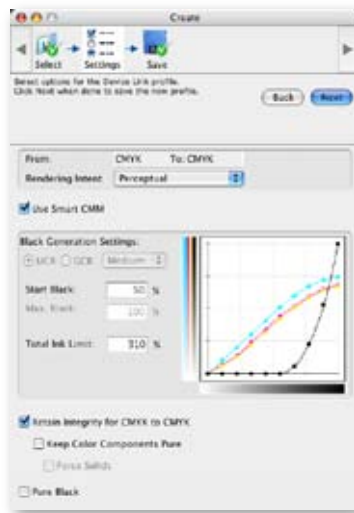 Create
Select Settings Save
Select options for the Device Link profile.
Click Next when done to save the new profile.
Back Next
From: CMYK To: CMYK
Rendering Intent: Perceptual
Use Smart CMM
Black Generation Settings:
UCR GCR Medium
Start Black: 50 %
Max. Black: 100 %
Total Ink Limit: 310 %
Retain Integrity for CMYK to CMYK
Keep Color Components Pure
Force Solids
Pure Black